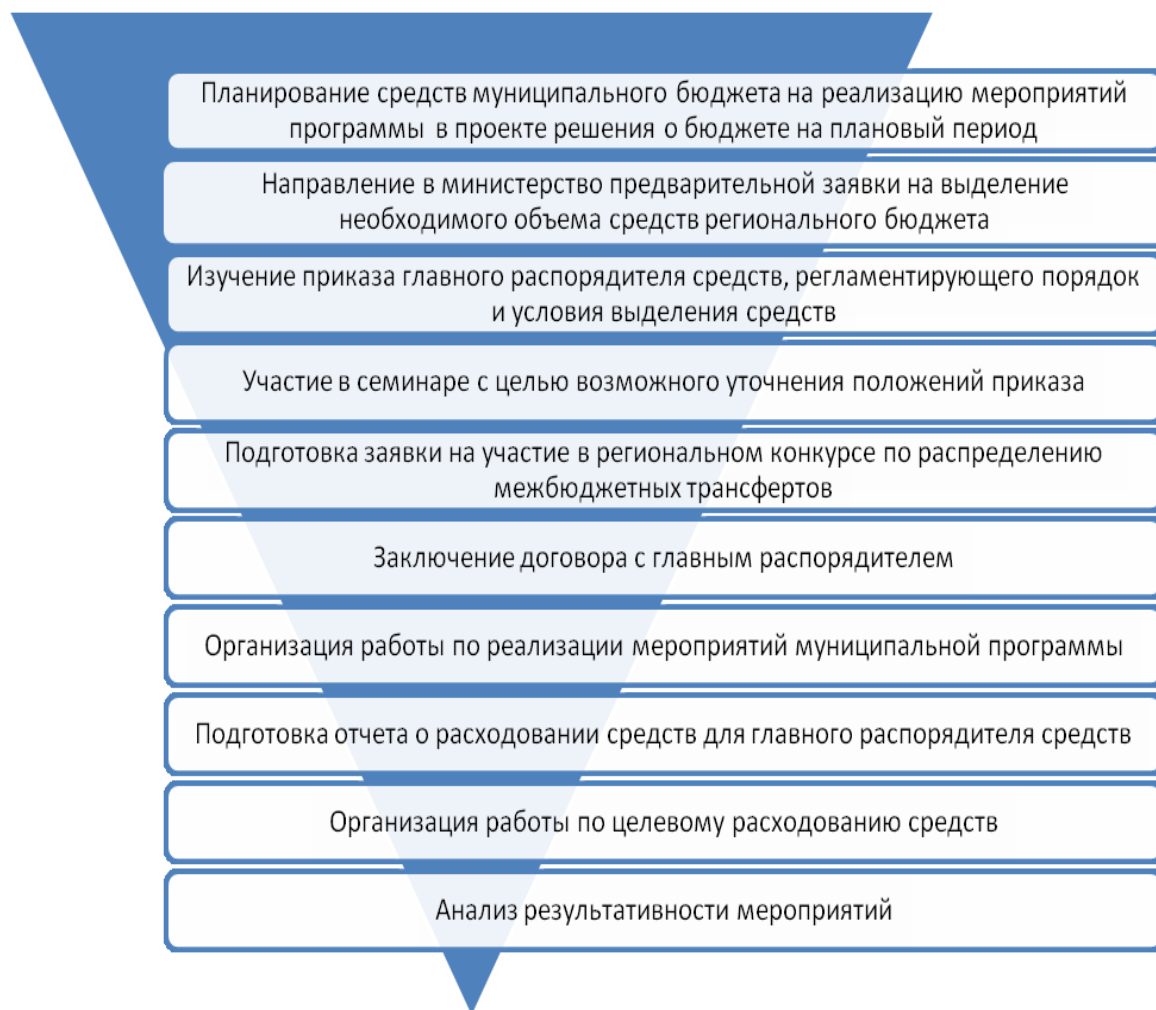 Планирование средств муниципального бюджета на реализацию мероприятий
программы в проекте решения о бюджете на плановый период
Направление в министерство предварительной заявки на выделение
необходимого объема средств регионального бюджета
Изучение приказа главного распорядителя средств, регламентирующего порядок
и условия выделения средств
Участие в семинаре с целью возможного уточнения положений приказа
Подготовка заявки на участие в региональном конкурсе по распределению
межбюджетных трансфертов
Заключение договора с главным распорядителем
Организация работы по реализации мероприятий муниципальной программы
Подготовка отчета о расходовании средств для главного распорядителя средств
Организация работы по целевому расходованию средств
Анализ результативности мероприятий